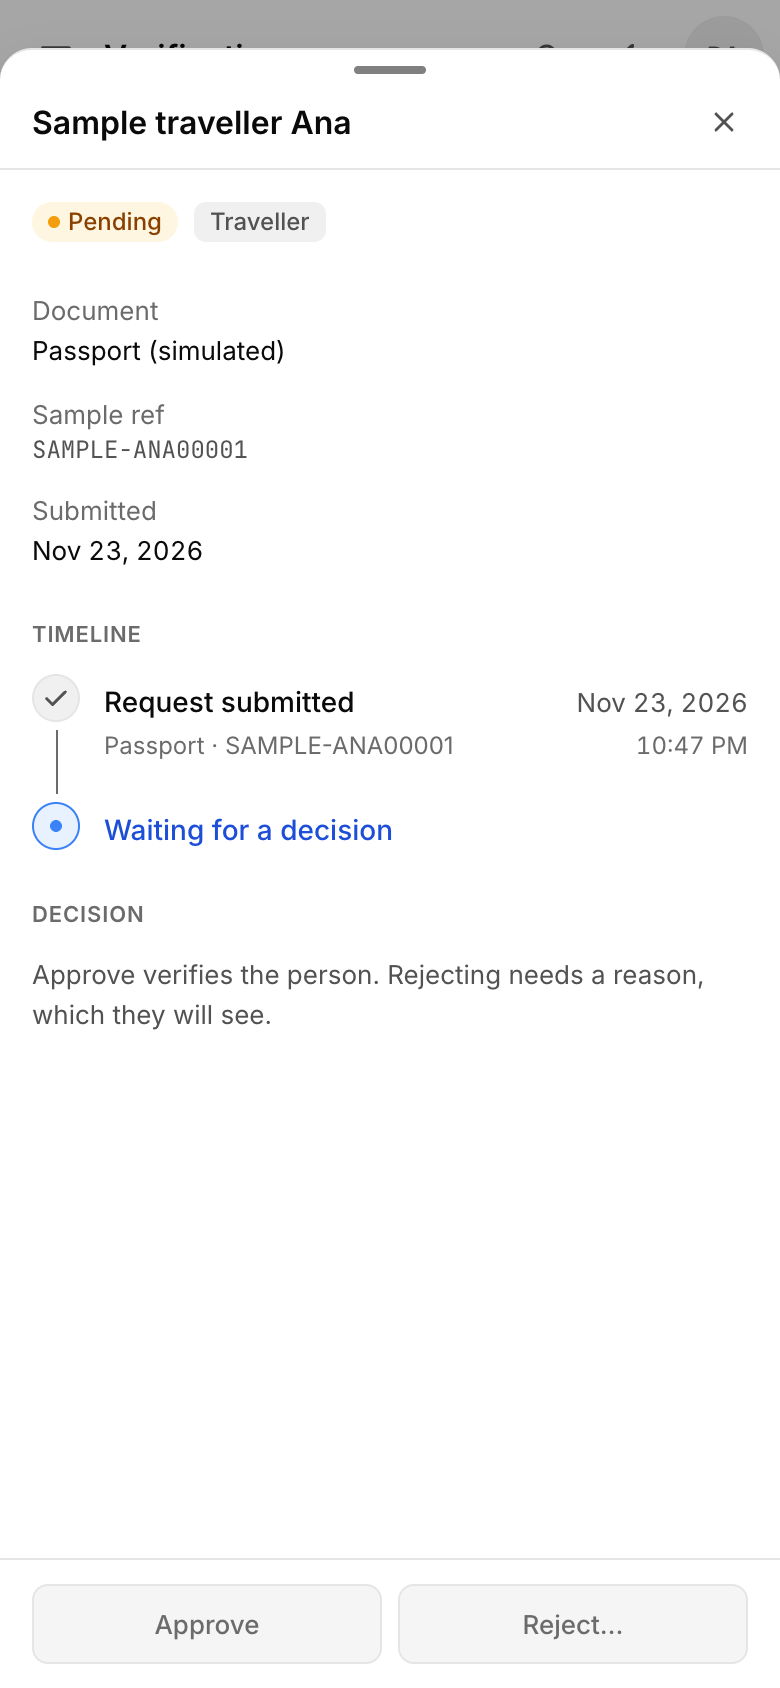 Sample traveller Ana
Pending
Traveller
Document
Passport (simulated)
Sample ref
SAMPLE-ANA00001
Submitted
Nov 23, 2026
TIMELINE
Request submitted
Nov 23, 2026
Passport · SAMPLE-ANA00001
10:47 PM
Waiting for a decision
DECISION
Approve verifies the person. Rejecting needs a reason,
which they will see.
Approve
Reject...